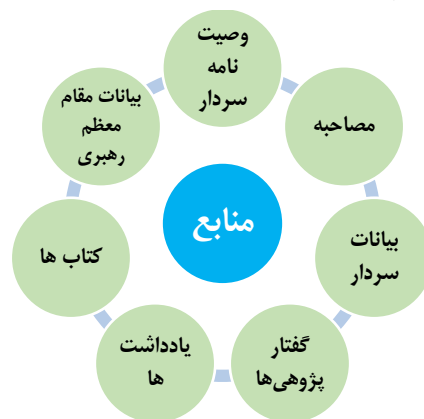 وصیت
نامه
سردار
مصاحبه
بیانات
سردار
گفتار
پژوهی‌ها
یادداشت
ها
کتاب ها
بیانات مقام
معظم
رهبری
منابع